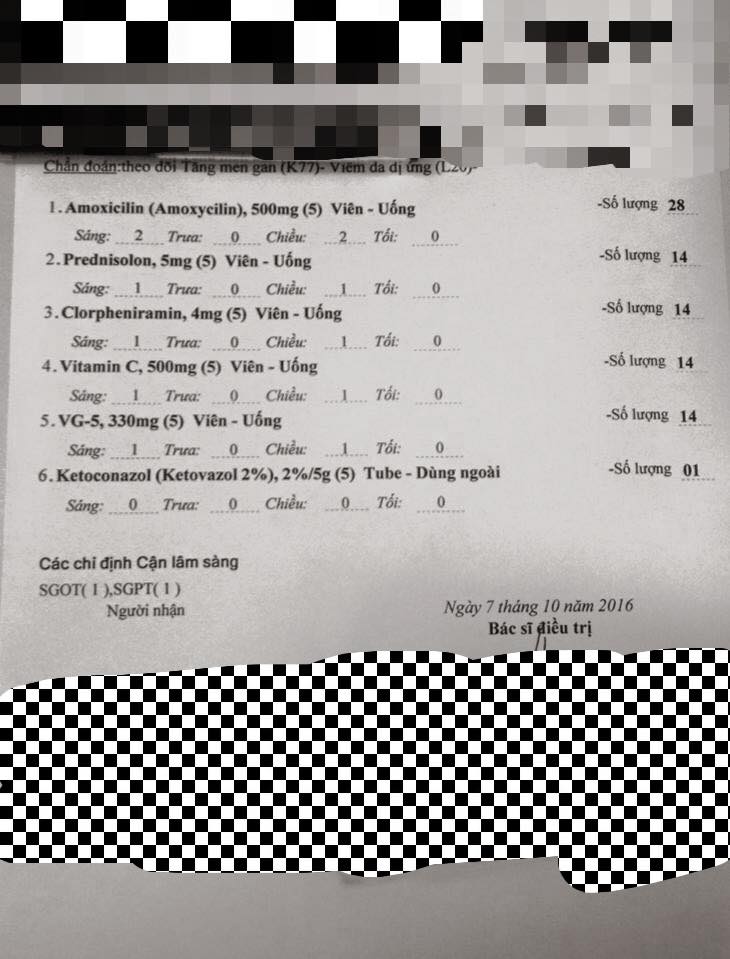 Chẩn đoán:theo dõi Tăng men gan (K77)- Viêm da dị ứng (L20)-
1. Amoxicilin (Amoxycilin), 500mg (5) Viên - Uống -Số lượng 28
Sáng: 2 Trưa: 0 Chiều: 2 Tối: 0
2. Prednisolon, 5mg (5) Viên - Uống -Số lượng 14
Sáng: 1 Trưa: 0 Chiều: 1 Tối: 0
3. Clorpheniramin, 4mg (5) Viên - Uống -Số lượng 14
Sáng: 1 Trưa: 0 Chiều: 1 Tối: 0
4. Vitamin C, 500mg (5) Viên - Uống -Số lượng 14
Sáng: 1 Trưa: 0 Chiều: 1 Tối: 0
5. VG-5, 330mg (5) Viên - Uống -Số lượng 14
Sáng: 1 Trưa: 0 Chiều: 1 Tối: 0
6. Ketoconazol (Ketovazol 2%), 2%/5g (5) Tube - Dùng ngoài -Số lượng 01
Sáng: 0 Trưa: 0 Chiều: 0 Tối: 0
Các chỉ định Cận lâm sàng
SGOT( 1 ),SGPT( 1 )
Người nhận
Ngày 7 tháng 10 năm 2016
Bác sĩ điều trị